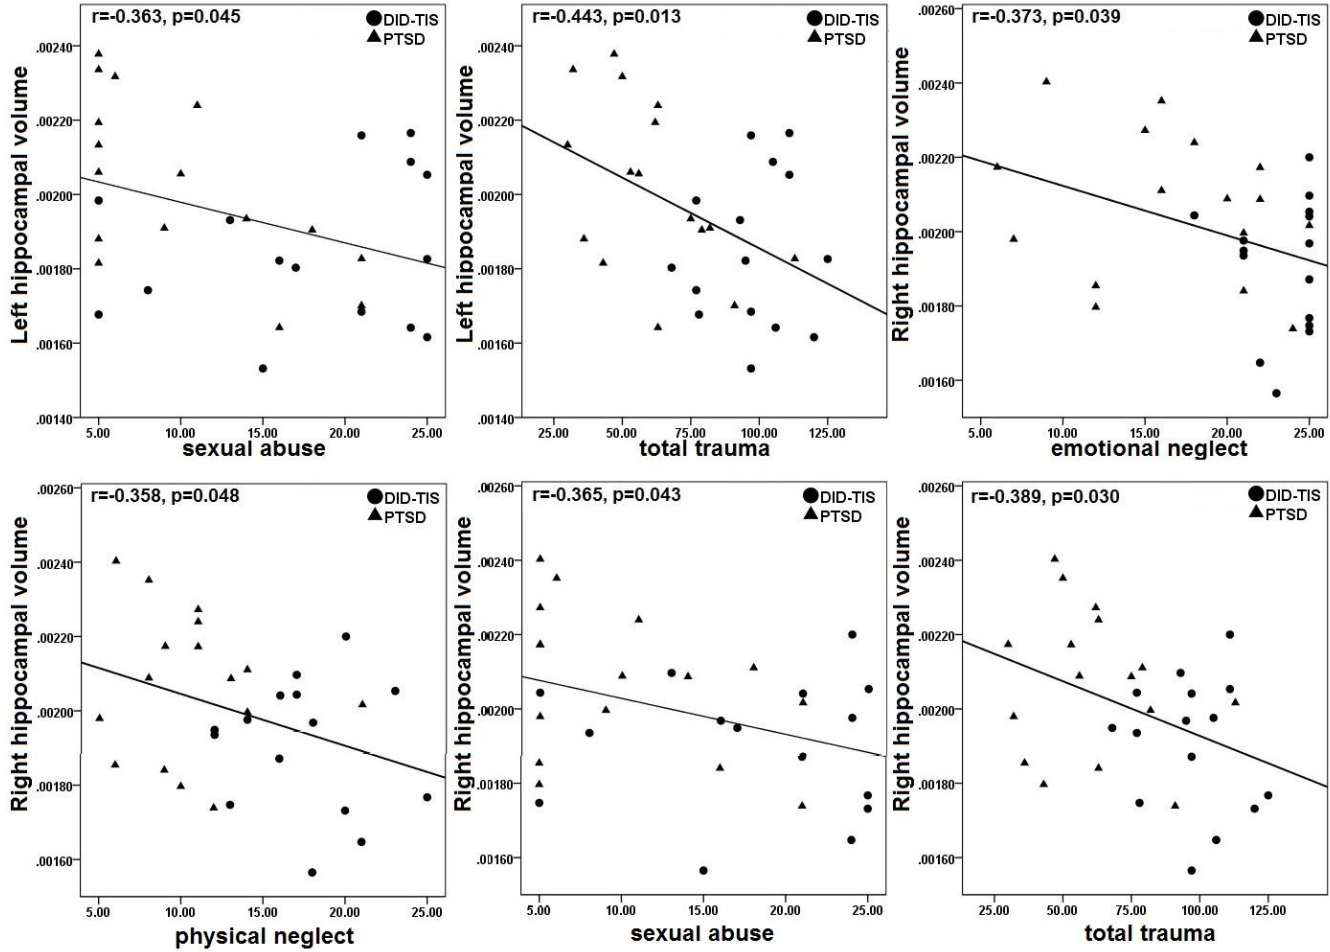 r=-0.363, p=0.045
DID-TIS
PTSD
.00240
.00220
.00200
.00180
.00160
.00140
Left hippocampal volume
5.00 10.00 15.00 20.00 25.00
sexual abuse
r=-0.443, p=0.013
DID-TIS
PTSD
.00240
.00220
.00200
.00180
.00160
.00140
Left hippocampal volume
25.00 50.00 75.00 100.00 125.00
total trauma
r=-0.373, p=0.039
DID-TIS
PTSD
.00260
.00240
.00220
.00200
.00180
.00160
Right hippocampal volume
5.00 10.00 15.00 20.00 25.00
emotional neglect
r=-0.358, p=0.048
DID-TIS
PTSD
.00260
.00240
.00220
.00200
.00180
.00160
Right hippocampal volume
5.00 10.00 15.00 20.00 25.00
physical neglect
r=-0.365, p=0.043
DID-TIS
PTSD
.00260
.00240
.00220
.00200
.00180
.00160
Right hippocampal volume
5.00 10.00 15.00 20.00 25.00
sexual abuse
r=-0.389, p=0.030
DID-TIS
PTSD
.00260
.00240
.00220
.00200
.00180
.00160
Right hippocampal volume
25.00 50.00 75.00 100.00 125.00
total trauma